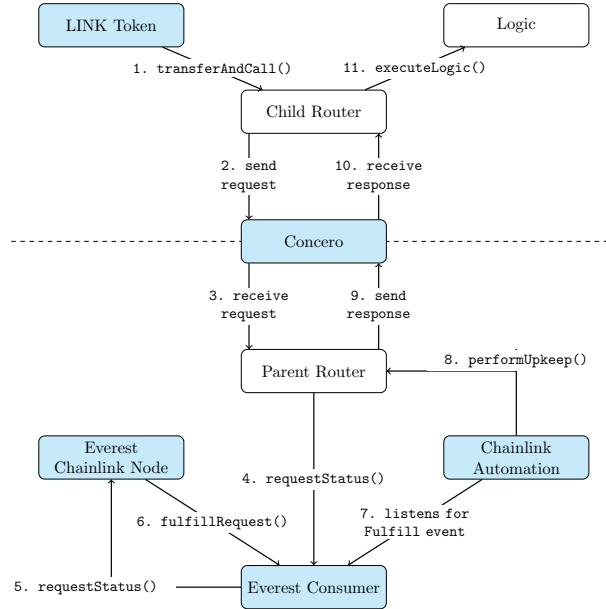 LINK Token
Logic
1. transferAndCall()
11. executeLogic()
Child Router
2. send
request
10. receive
response
Concero
3. receive
request
9. send
response
Parent Router
8. performUpkeep()
Everest
Chainlink Node
Chainlink
Automation
4. requestStatus()
6. fulfillRequest()
7. listens for
Fulfill event
5. requestStatus()
Everest Consumer